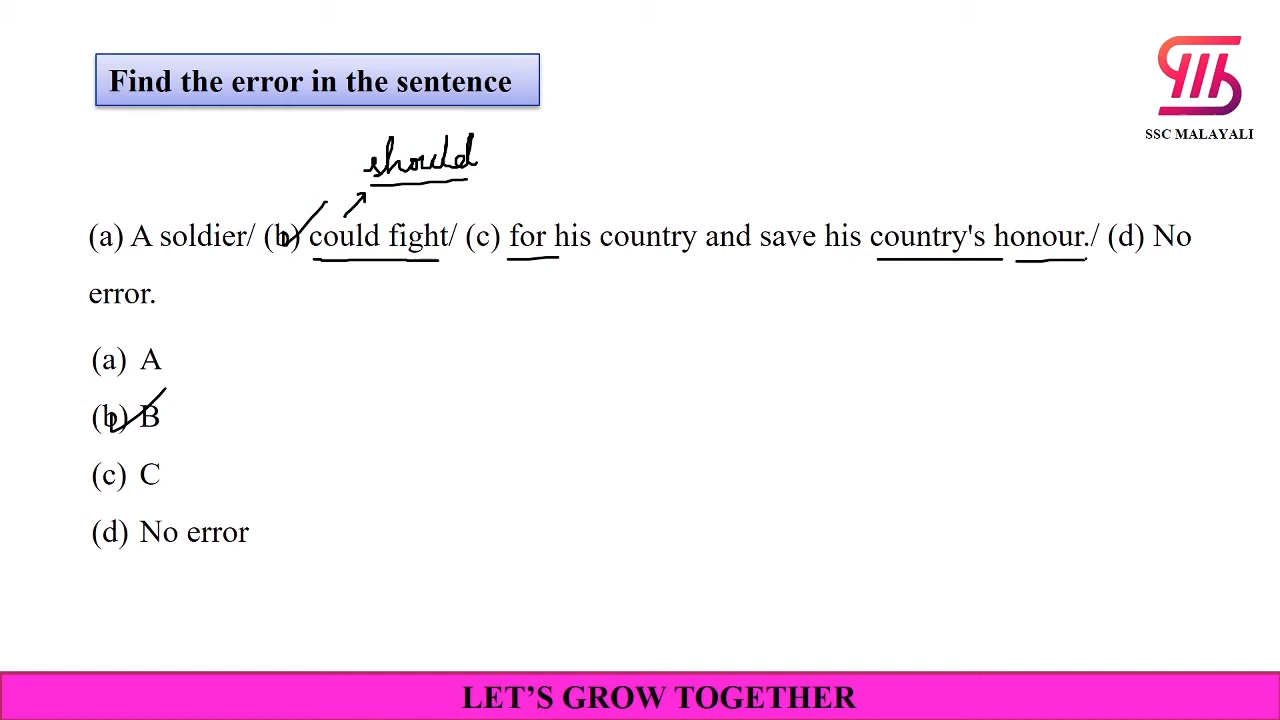 Find the error in the sentence
SSC MALAYALI
should
(a) A soldier/ (b) could fight/ (c) for his country and save his country's honour./ (d) No
error.
(a) A
(b) B
(c) C
(d) No error
LET’S GROW TOGETHER